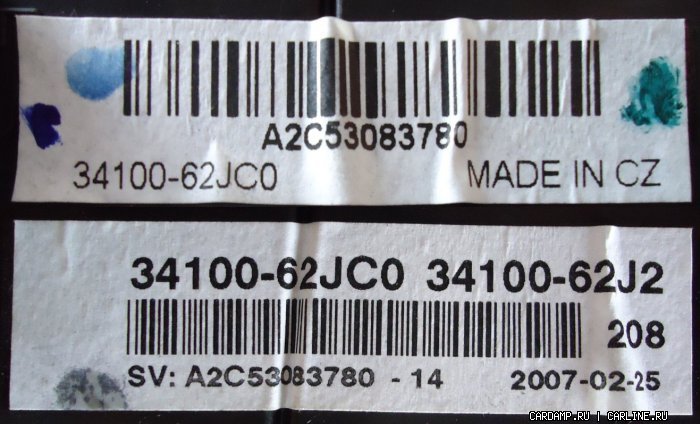 A2C53083780
34100-62JC0 MADE IN CZ
34100-62JC0 34100-62J2
208
SV: A2C53083780 - 14 2007-02-25
CARDAMP.RU | CARLINE.RU